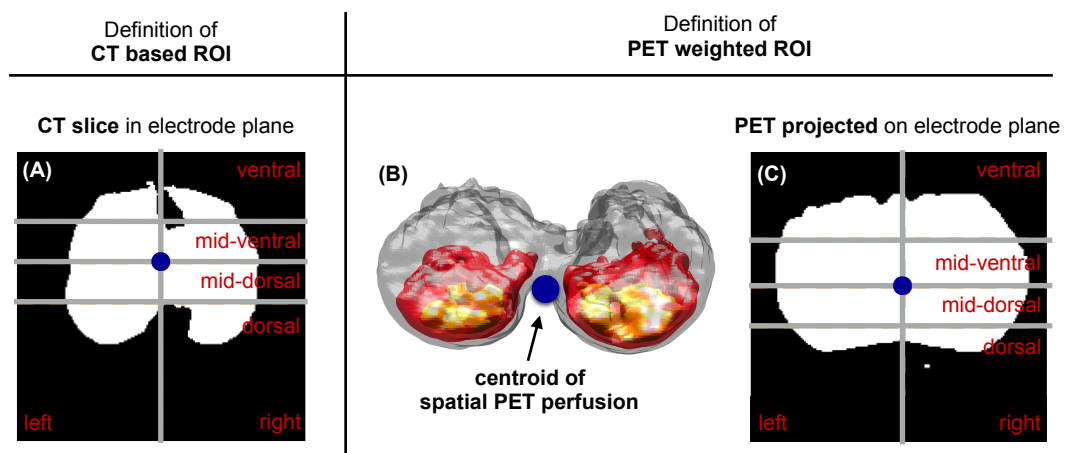 Definition of
CT based ROI
Definition of
PET weighted ROI
CT slice in electrode plane
(A)
ventral
mid-ventral
mid-dorsal
dorsal
left
right
(B)
centroid of
spatial PET perfusion
PET projected on electrode plane
(C)
ventral
mid-ventral
mid-dorsal
dorsal
left
right